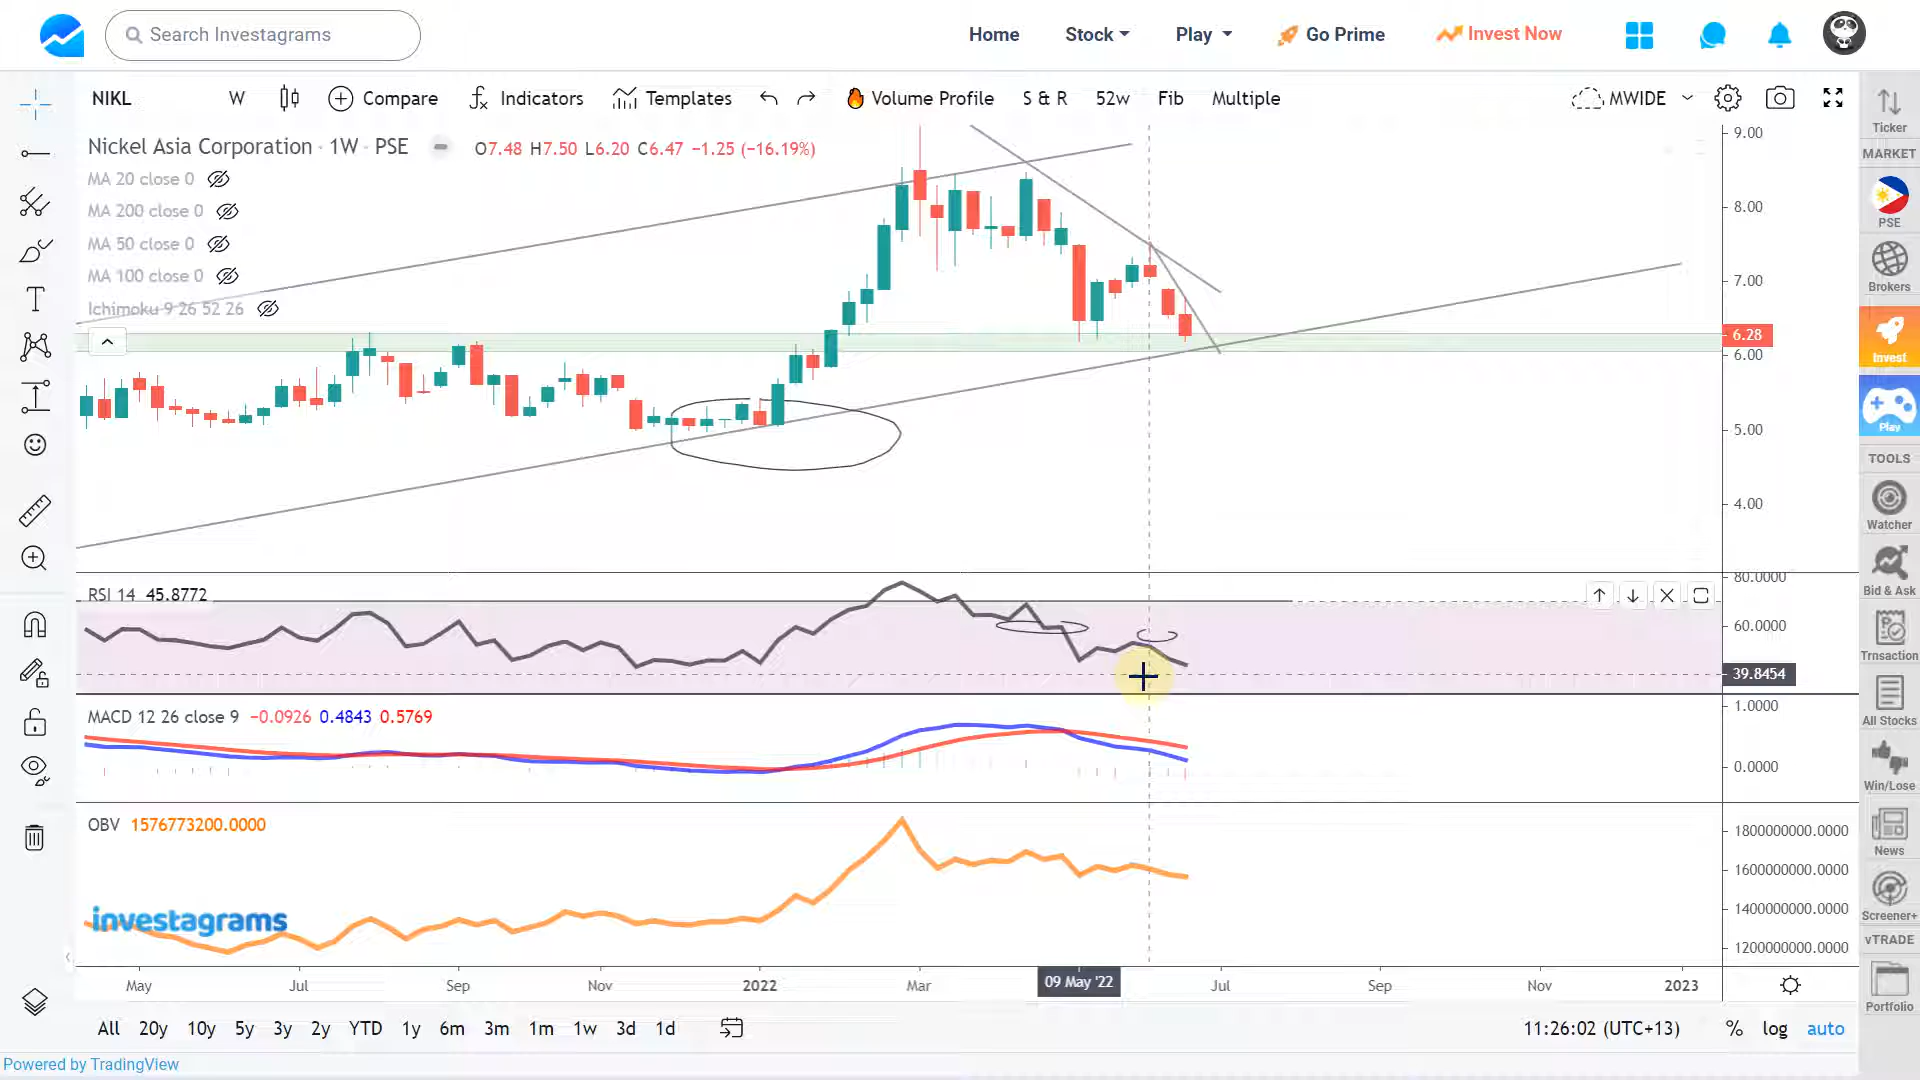 Search Investagrams
Home
Stock
Play
Go Prime
Invest Now
NIKL
W
Compare
Indicators
Templates
Volume Profile
S & R
52w
Fib
Multiple
MWIDE
Nickel Asia Corporation · 1W · PSE
O7.48 H7.50 L6.20 C6.47 −1.25 (−16.19%)
MA 20 close 0
MA 200 close 0
MA 50 close 0
MA 100 close 0
Ichimoku 9 26 52 26
9.00
8.00
7.00
6.28
6.00
5.00
4.00
RSI 14 45.8772
80.0000
60.0000
39.8454
MACD 12 26 close 9 −0.0926 0.4843 0.5769
1.0000
0.0000
OBV 1576773200.0000
1800000000.0000
1600000000.0000
1400000000.0000
1200000000.0000
investagrams
May
Jul
Sep
Nov
2022
Mar
09 May '22
Jul
Sep
Nov
2023
All 20y 10y 5y 3y 2y YTD 1y 6m 3m 1m 1w 3d 1d
11:26:02 (UTC+13)
% log auto
Powered by TradingView
Ticker
MARKET
PSE
Brokers
Invest
Play
TOOLS
Watcher
Bid & Ask
Trnsaction
All Stocks
Win/Lose
News
Screener+
vTRADE
Portfolio